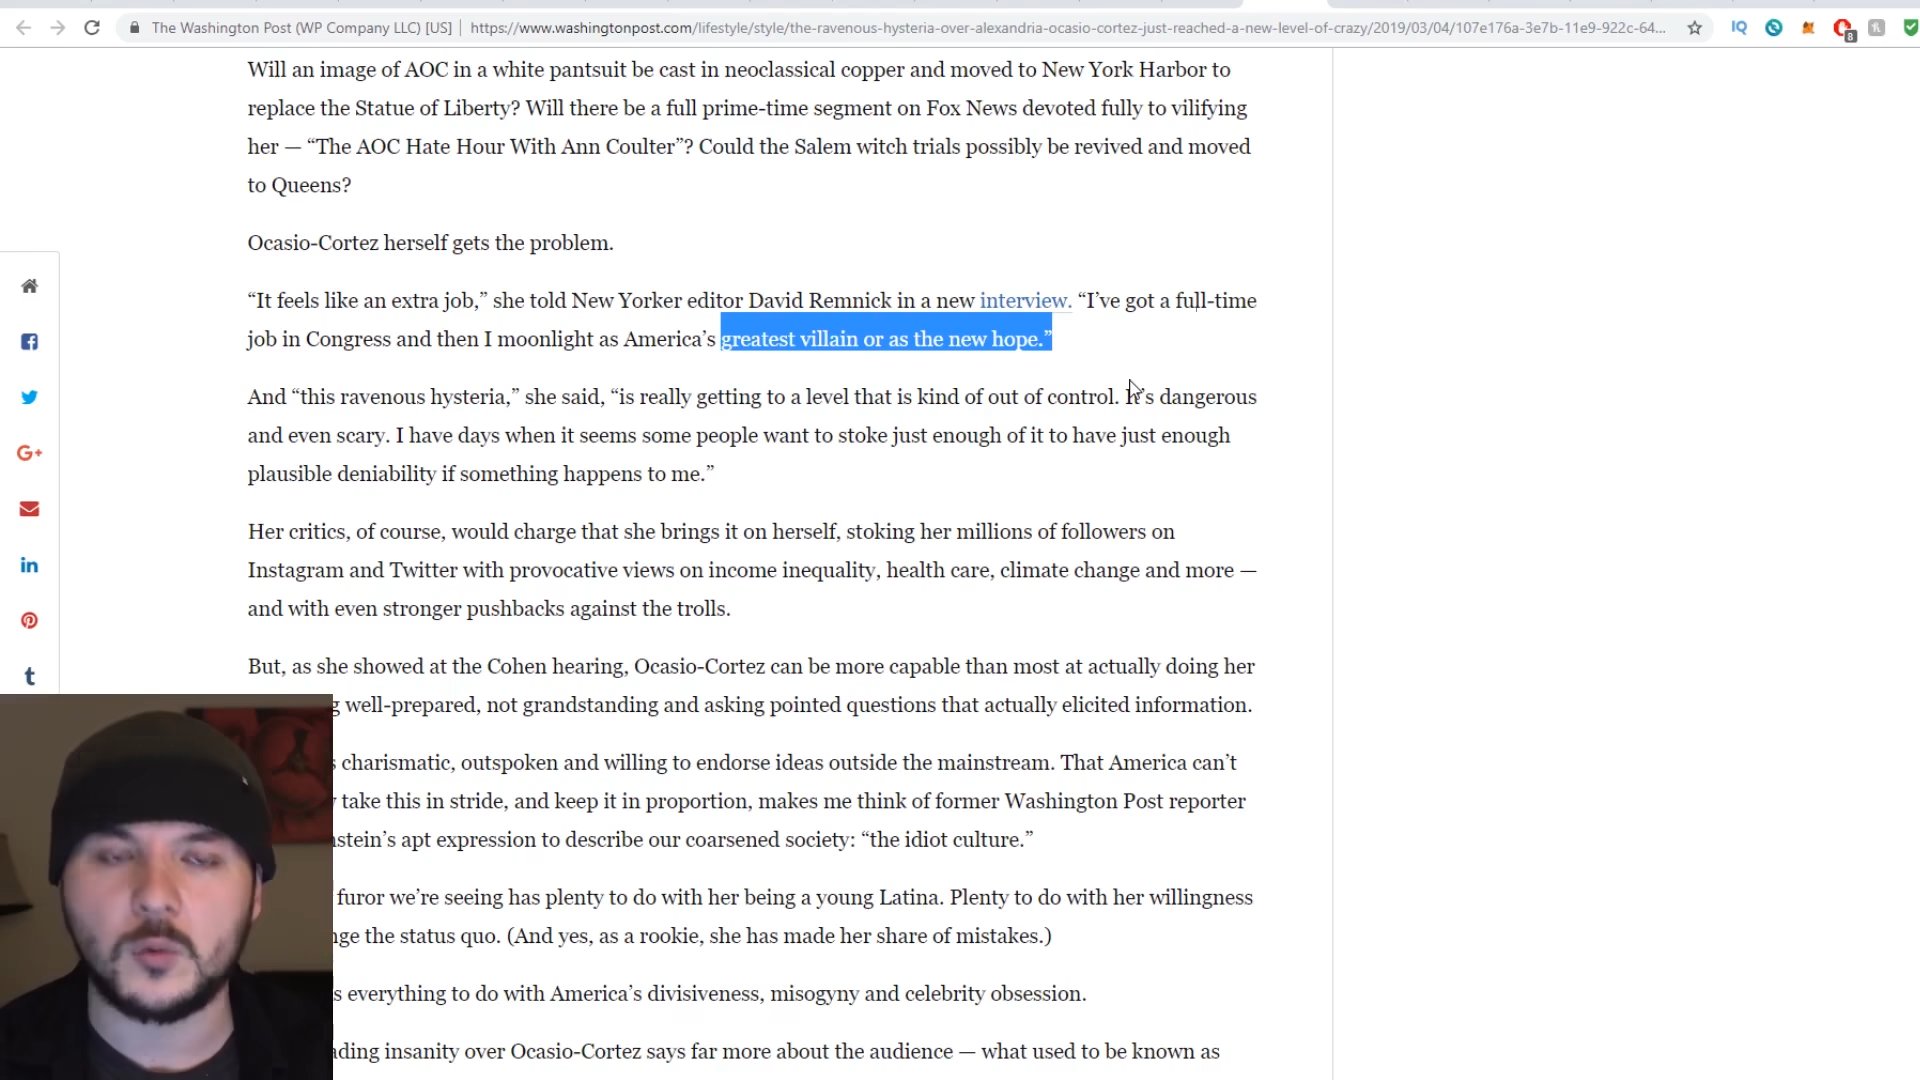 The Washington Post (WP Company LLC) [US] | https://www.washingtonpost.com/lifestyle/style/the-ravenous-hysteria-over-alexandria-ocasio-cortez-just-reached-a-new-level-of-crazy/2019/03/04/107e176a-3e7b-11e9-922c-64...
IQ
8
Will an image of AOC in a white pantsuit be cast in neoclassical copper and moved to New York Harbor to
replace the Statue of Liberty? Will there be a full prime-time segment on Fox News devoted fully to vilifying
her — “The AOC Hate Hour With Ann Coulter”? Could the Salem witch trials possibly be revived and moved
to Queens?
Ocasio-Cortez herself gets the problem.
“It feels like an extra job,” she told New Yorker editor David Remnick in a new interview. “I’ve got a full-time
job in Congress and then I moonlight as America’s greatest villain or as the new hope.”
And “this ravenous hysteria,” she said, “is really getting to a level that is kind of out of control. It’s dangerous
and even scary. I have days when it seems some people want to stoke just enough of it to have just enough
plausible deniability if something happens to me.”
Her critics, of course, would charge that she brings it on herself, stoking her millions of followers on
Instagram and Twitter with provocative views on income inequality, health care, climate change and more —
and with even stronger pushbacks against the trolls.
But, as she showed at the Cohen hearing, Ocasio-Cortez can be more capable than most at actually doing her
well-prepared, not grandstanding and asking pointed questions that actually elicited information.
charismatic, outspoken and willing to endorse ideas outside the mainstream. That America can’t
take this in stride, and keep it in proportion, makes me think of former Washington Post reporter
nstein’s apt expression to describe our coarsened society: “the idiot culture.”
furor we’re seeing has plenty to do with her being a young Latina. Plenty to do with her willingness
nge the status quo. (And yes, as a rookie, she has made her share of mistakes.)
s everything to do with America’s divisiveness, misogyny and celebrity obsession.
ading insanity over Ocasio-Cortez says far more about the audience — what used to be known as